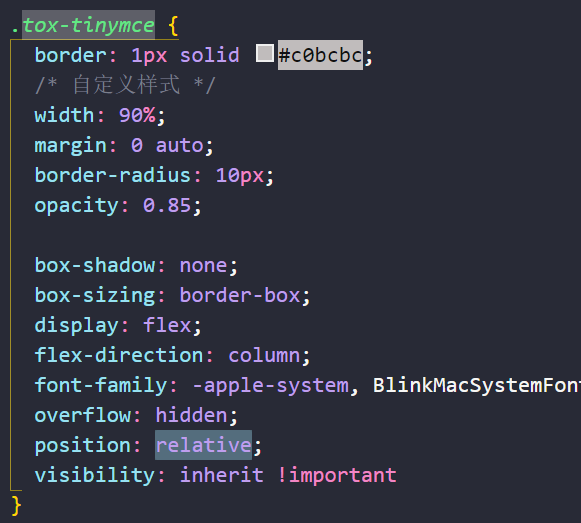 .tox-tinymce {
border: 1px solid #c0bcbc;
/* 自定义样式 */
width: 90%;
margin: 0 auto;
border-radius: 10px;
opacity: 0.85;
box-shadow: none;
box-sizing: border-box;
display: flex;
flex-direction: column;
font-family: -apple-system, BlinkMacSystemFont
overflow: hidden;
position: relative;
visibility: inherit !important
}